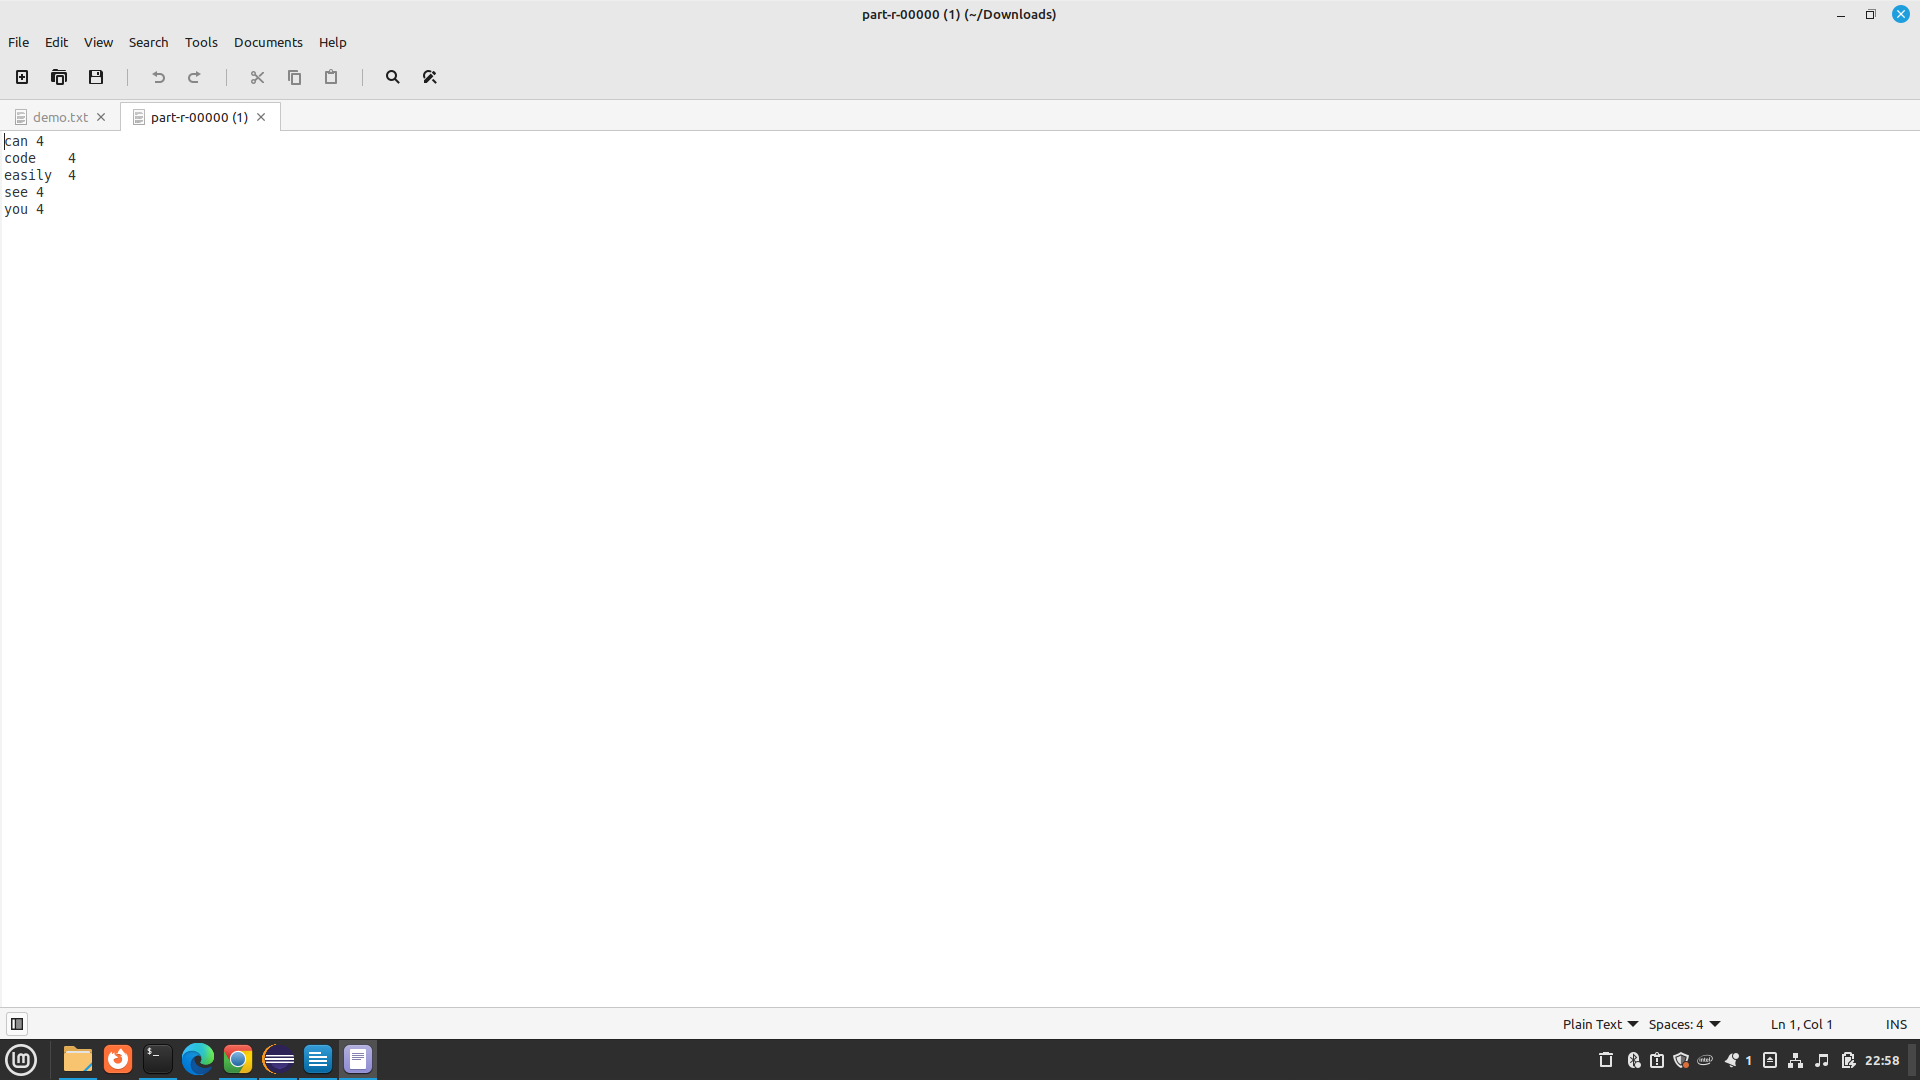 part-r-00000 (1) (~/Downloads)
File Edit View Search Tools Documents Help
demo.txt part-r-00000 (1)
can 4
code    4
easily  4
see 4
you 4
Plain Text Spaces: 4 Ln 1, Col 1 INS
$_
lm
intel
1
22:58